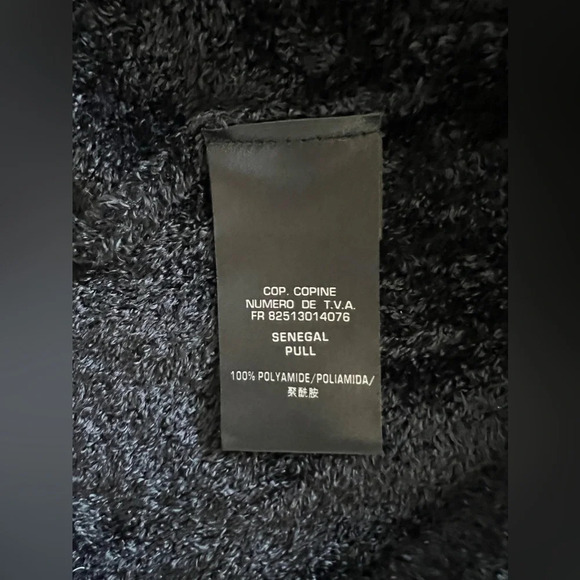 COP. COPINE
NUMERO DE T.V.A.
FR 82513014076
SENEGAL
PULL
100% POLYAMIDE/POLIAMIDA/
聚酰胺